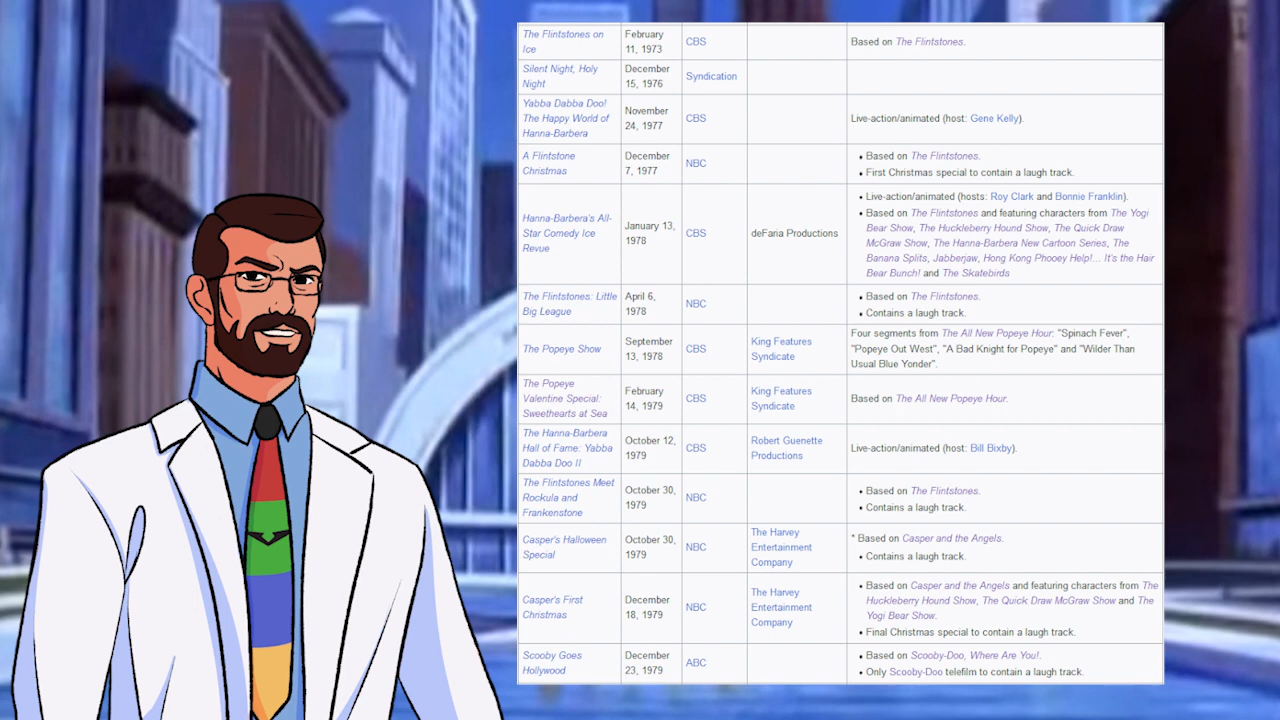 The Flintstones on
Ice
February
11, 1973
CBS
Based on The Flintstones.
Silent Night, Holy
Night
December
15, 1976
Syndication
Yabba Dabba Doo!
The Happy World of
Hanna-Barbera
November
24, 1977
CBS
Live-action/animated (host: Gene Kelly).
A Flintstone
Christmas
December
7, 1977
NBC
• Based on The Flintstones.
• First Christmas special to contain a laugh track.
Hanna-Barbera's All-
Star Comedy Ice
Revue
January 13,
1978
CBS
deFaria Productions
• Live-action/animated (hosts: Roy Clark and Bonnie Franklin).
• Based on The Flintstones and featuring characters from The Yogi
Bear Show, The Huckleberry Hound Show, The Quick Draw
McGraw Show, The Hanna-Barbera New Cartoon Series, The
Banana Splits, Jabberjaw, Hong Kong Phooey Help!... It's the Hair
Bear Bunch! and The Skatebirds
The Flintstones: Little
Big League
April 6,
1978
NBC
• Based on The Flintstones.
• Contains a laugh track.
The Popeye Show
September
13, 1978
CBS
King Features
Syndicate
Four segments from The All New Popeye Hour: "Spinach Fever",
"Popeye Out West", "A Bad Knight for Popeye" and "Wilder Than
Usual Blue Yonder".
The Popeye
Valentine Special:
Sweethearts at Sea
February
14, 1979
CBS
King Features
Syndicate
Based on The All New Popeye Hour.
The Hanna-Barbera
Hall of Fame: Yabba
Dabba Doo II
October 12,
1979
CBS
Robert Guenette
Productions
Live-action/animated (host: Bill Bixby).
The Flintstones Meet
Rockula and
Frankenstone
October 30,
1979
NBC
• Based on The Flintstones.
• Contains a laugh track.
Casper's Halloween
Special
October 30,
1979
NBC
The Harvey
Entertainment
Company
* Based on Casper and the Angels.
• Contains a laugh track.
Casper's First
Christmas
December
18, 1979
NBC
The Harvey
Entertainment
Company
• Based on Casper and the Angels and featuring characters from The
Huckleberry Hound Show, The Quick Draw McGraw Show and The
Yogi Bear Show.
• Final Christmas special to contain a laugh track.
Scooby Goes
Hollywood
December
23, 1979
ABC
• Based on Scooby-Doo, Where Are You!.
• Only Scooby-Doo telefilm to contain a laugh track.